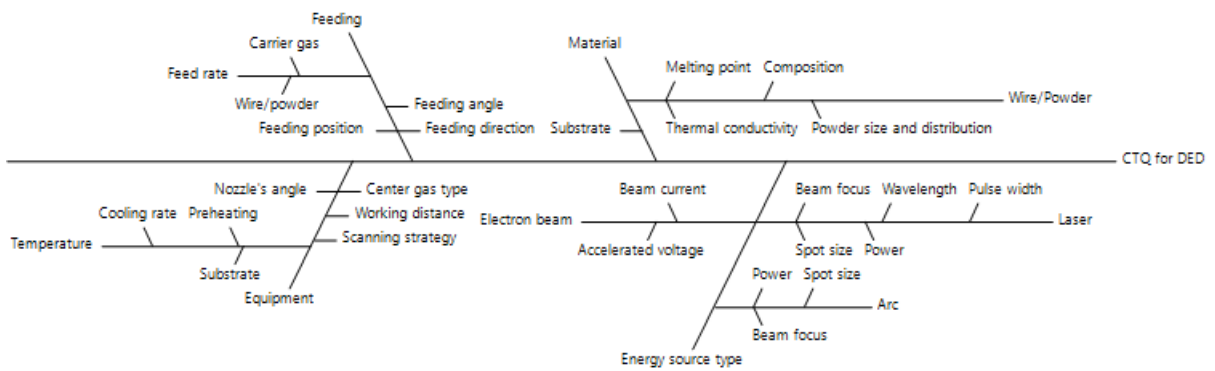 Feeding
Carrier gas
Feed rate
Wire/powder
Feeding angle
Feeding position
Feeding direction
Material
Melting point
Composition
Wire/Powder
Substrate
Thermal conductivity
Powder size and distribution
CTQ for DED
Nozzle's angle
Center gas type
Cooling rate
Preheating
Working distance
Temperature
Scanning strategy
Substrate
Equipment
Beam current
Beam focus
Wavelength
Pulse width
Electron beam
Laser
Accelerated voltage
Spot size
Power
Power
Spot size
Arc
Beam focus
Energy source type